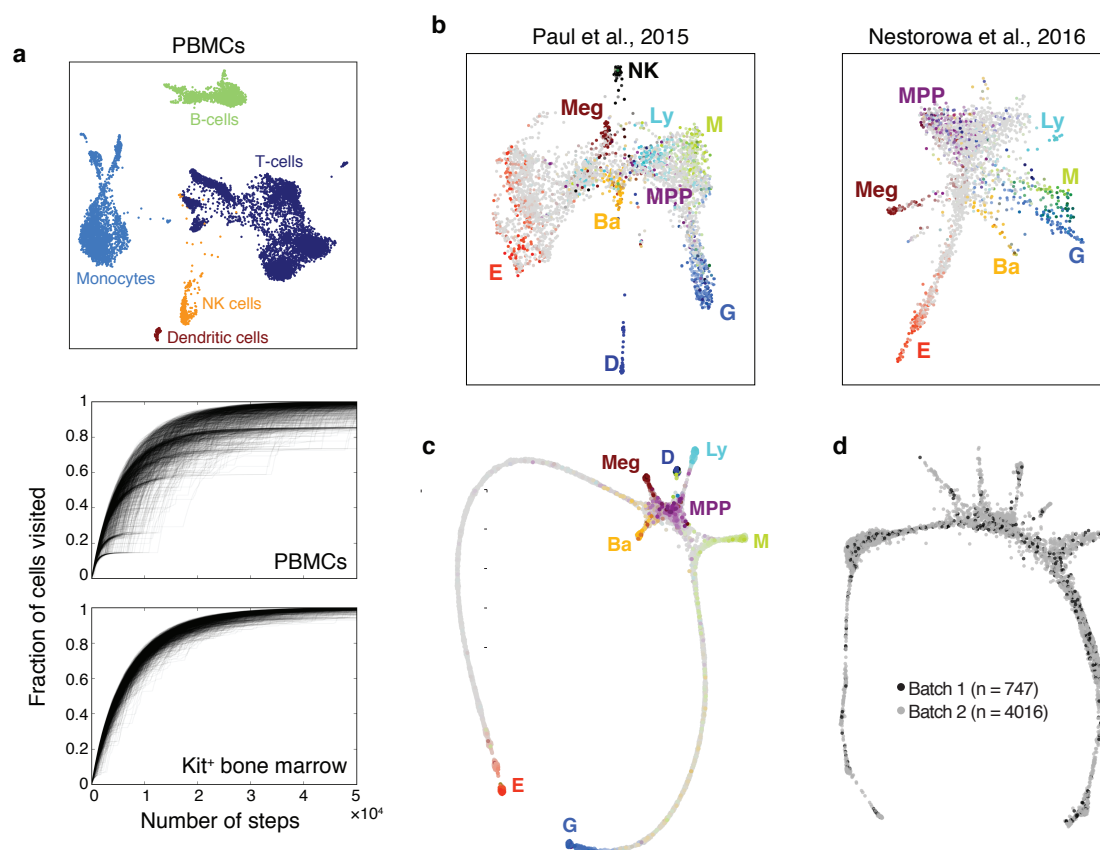 a
PBMCs
B-cells
T-cells
Monocytes
NK cells
Dendritic cells
Fraction of cells visited
1
0.8
0.6
0.4
0.2
0
PBMCs
1
0.8
0.6
0.4
0.2
0
Kit⁺ bone marrow
0 1 2 3 4 5
×10⁴
Number of steps
b
Paul et al., 2015
NK
Meg
Ly
M
MPP
Ba
E
G
D
Nestorowa et al., 2016
MPP
Ly
Meg
M
Ba
G
E
c
D
Ly
Meg
MPP
Ba
M
E
G
d
Batch 1 (n = 747)
Batch 2 (n = 4016)